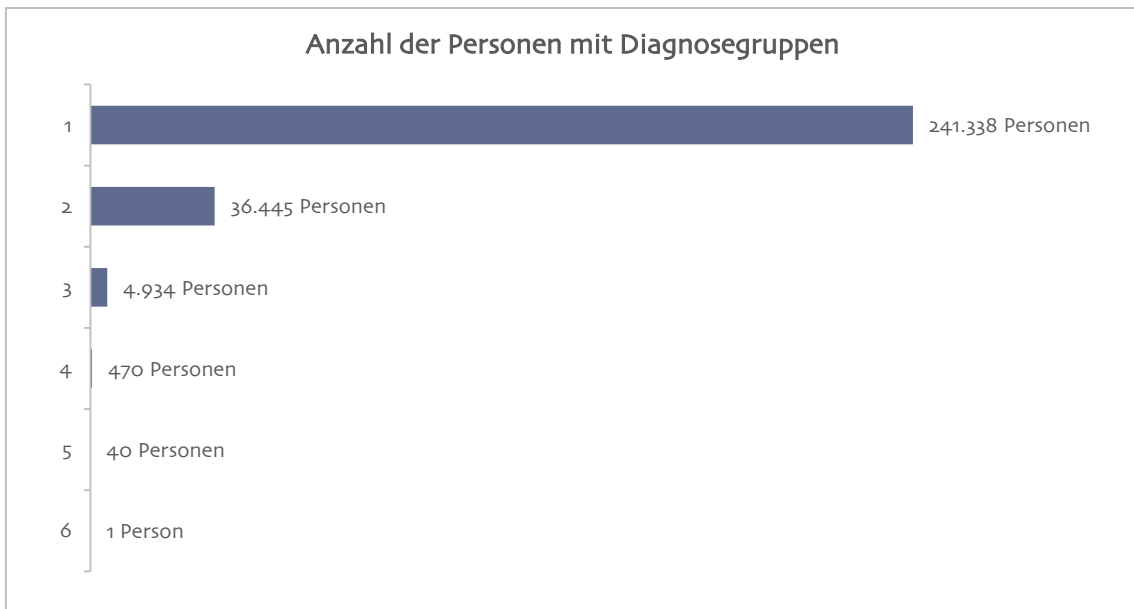 Anzahl der Personen mit Diagnosegruppen
1 241.338 Personen
2 36.445 Personen
3 4.934 Personen
4 470 Personen
5 40 Personen
6 1 Person